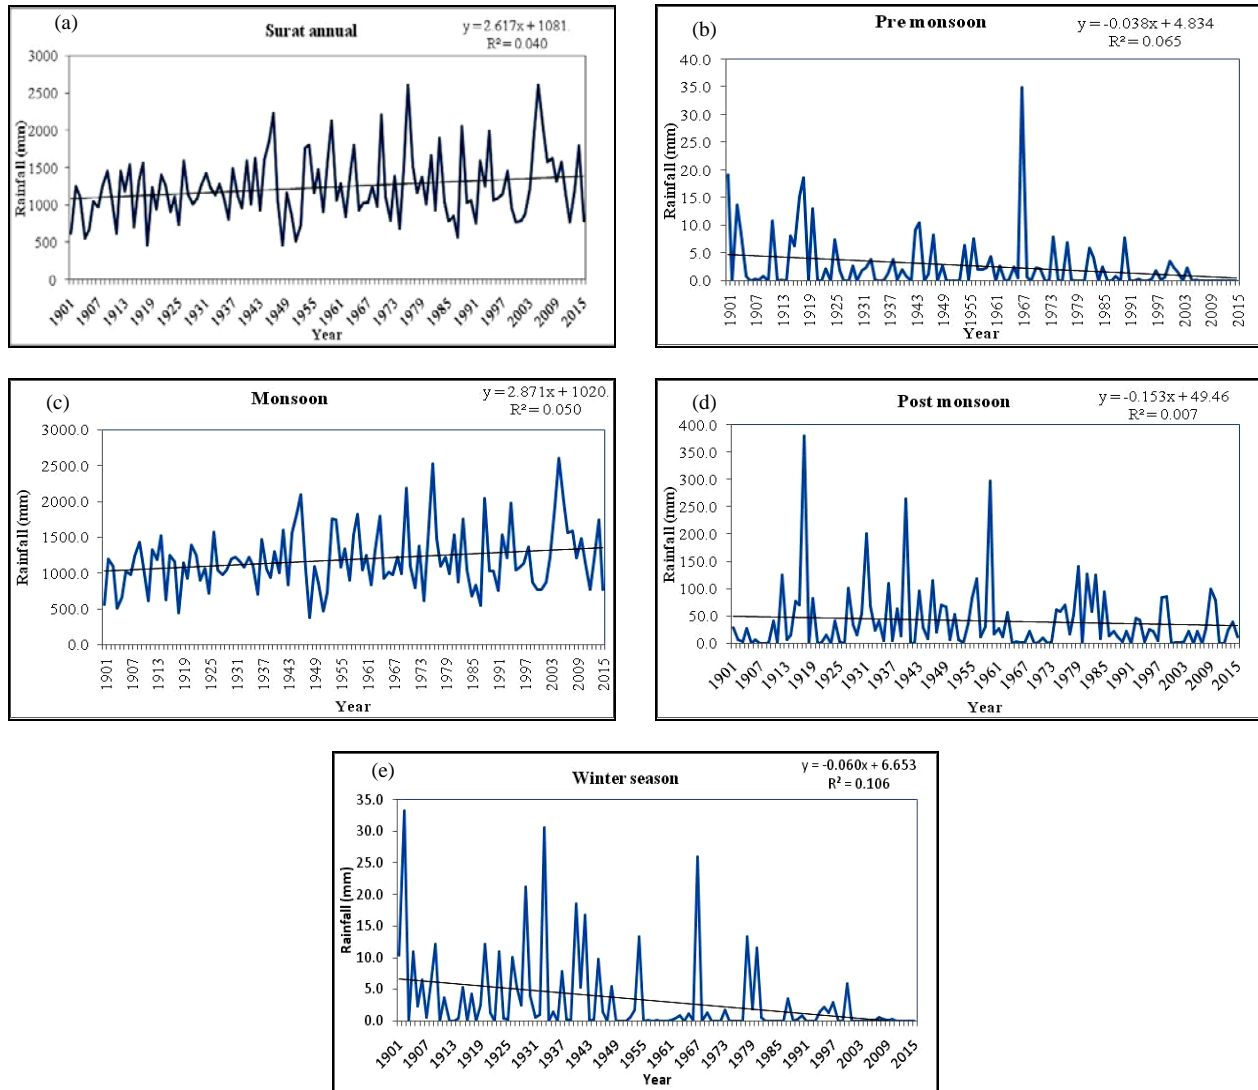 (a)
Surat annual
y = 2.617x + 1081.
R² = 0.040
3000
2500
2000
1500
1000
500
0
Rainfall (mm)
1901 1907 1913 1919 1925 1931 1937 1943 1949 1955 1961 1967 1973 1979 1985 1991 1997 2003 2009 2015
Year
(b)
Pre monsoon
y = -0.038x + 4.834
R² = 0.065
40.0
35.0
30.0
25.0
20.0
15.0
10.0
5.0
0.0
Rainfall (mm)
1901 1907 1913 1919 1925 1931 1937 1943 1949 1955 1961 1967 1973 1979 1985 1991 1997 2003 2009 2015
Year
(c)
Monsoon
y = 2.871x + 1020.
R² = 0.050
3000.0
2500.0
2000.0
1500.0
1000.0
500.0
0.0
Rainfall (mm)
1901 1907 1913 1919 1925 1931 1937 1943 1949 1955 1961 1967 1973 1979 1985 1991 1997 2003 2009 2015
Year
(d)
Post monsoon
y = -0.153x + 49.46
R² = 0.007
400.0
350.0
300.0
250.0
200.0
150.0
100.0
50.0
0.0
Rainfall (mm)
1901 1907 1913 1919 1925 1931 1937 1943 1949 1955 1961 1967 1973 1979 1985 1991 1997 2003 2009 2015
Year
(e)
Winter season
y = -0.060x + 6.653
R² = 0.106
35.0
30.0
25.0
20.0
15.0
10.0
5.0
0.0
Rainfall (mm)
1901 1907 1913 1919 1925 1931 1937 1943 1949 1955 1961 1967 1973 1979 1985 1991 1997 2003 2009 2015
Year